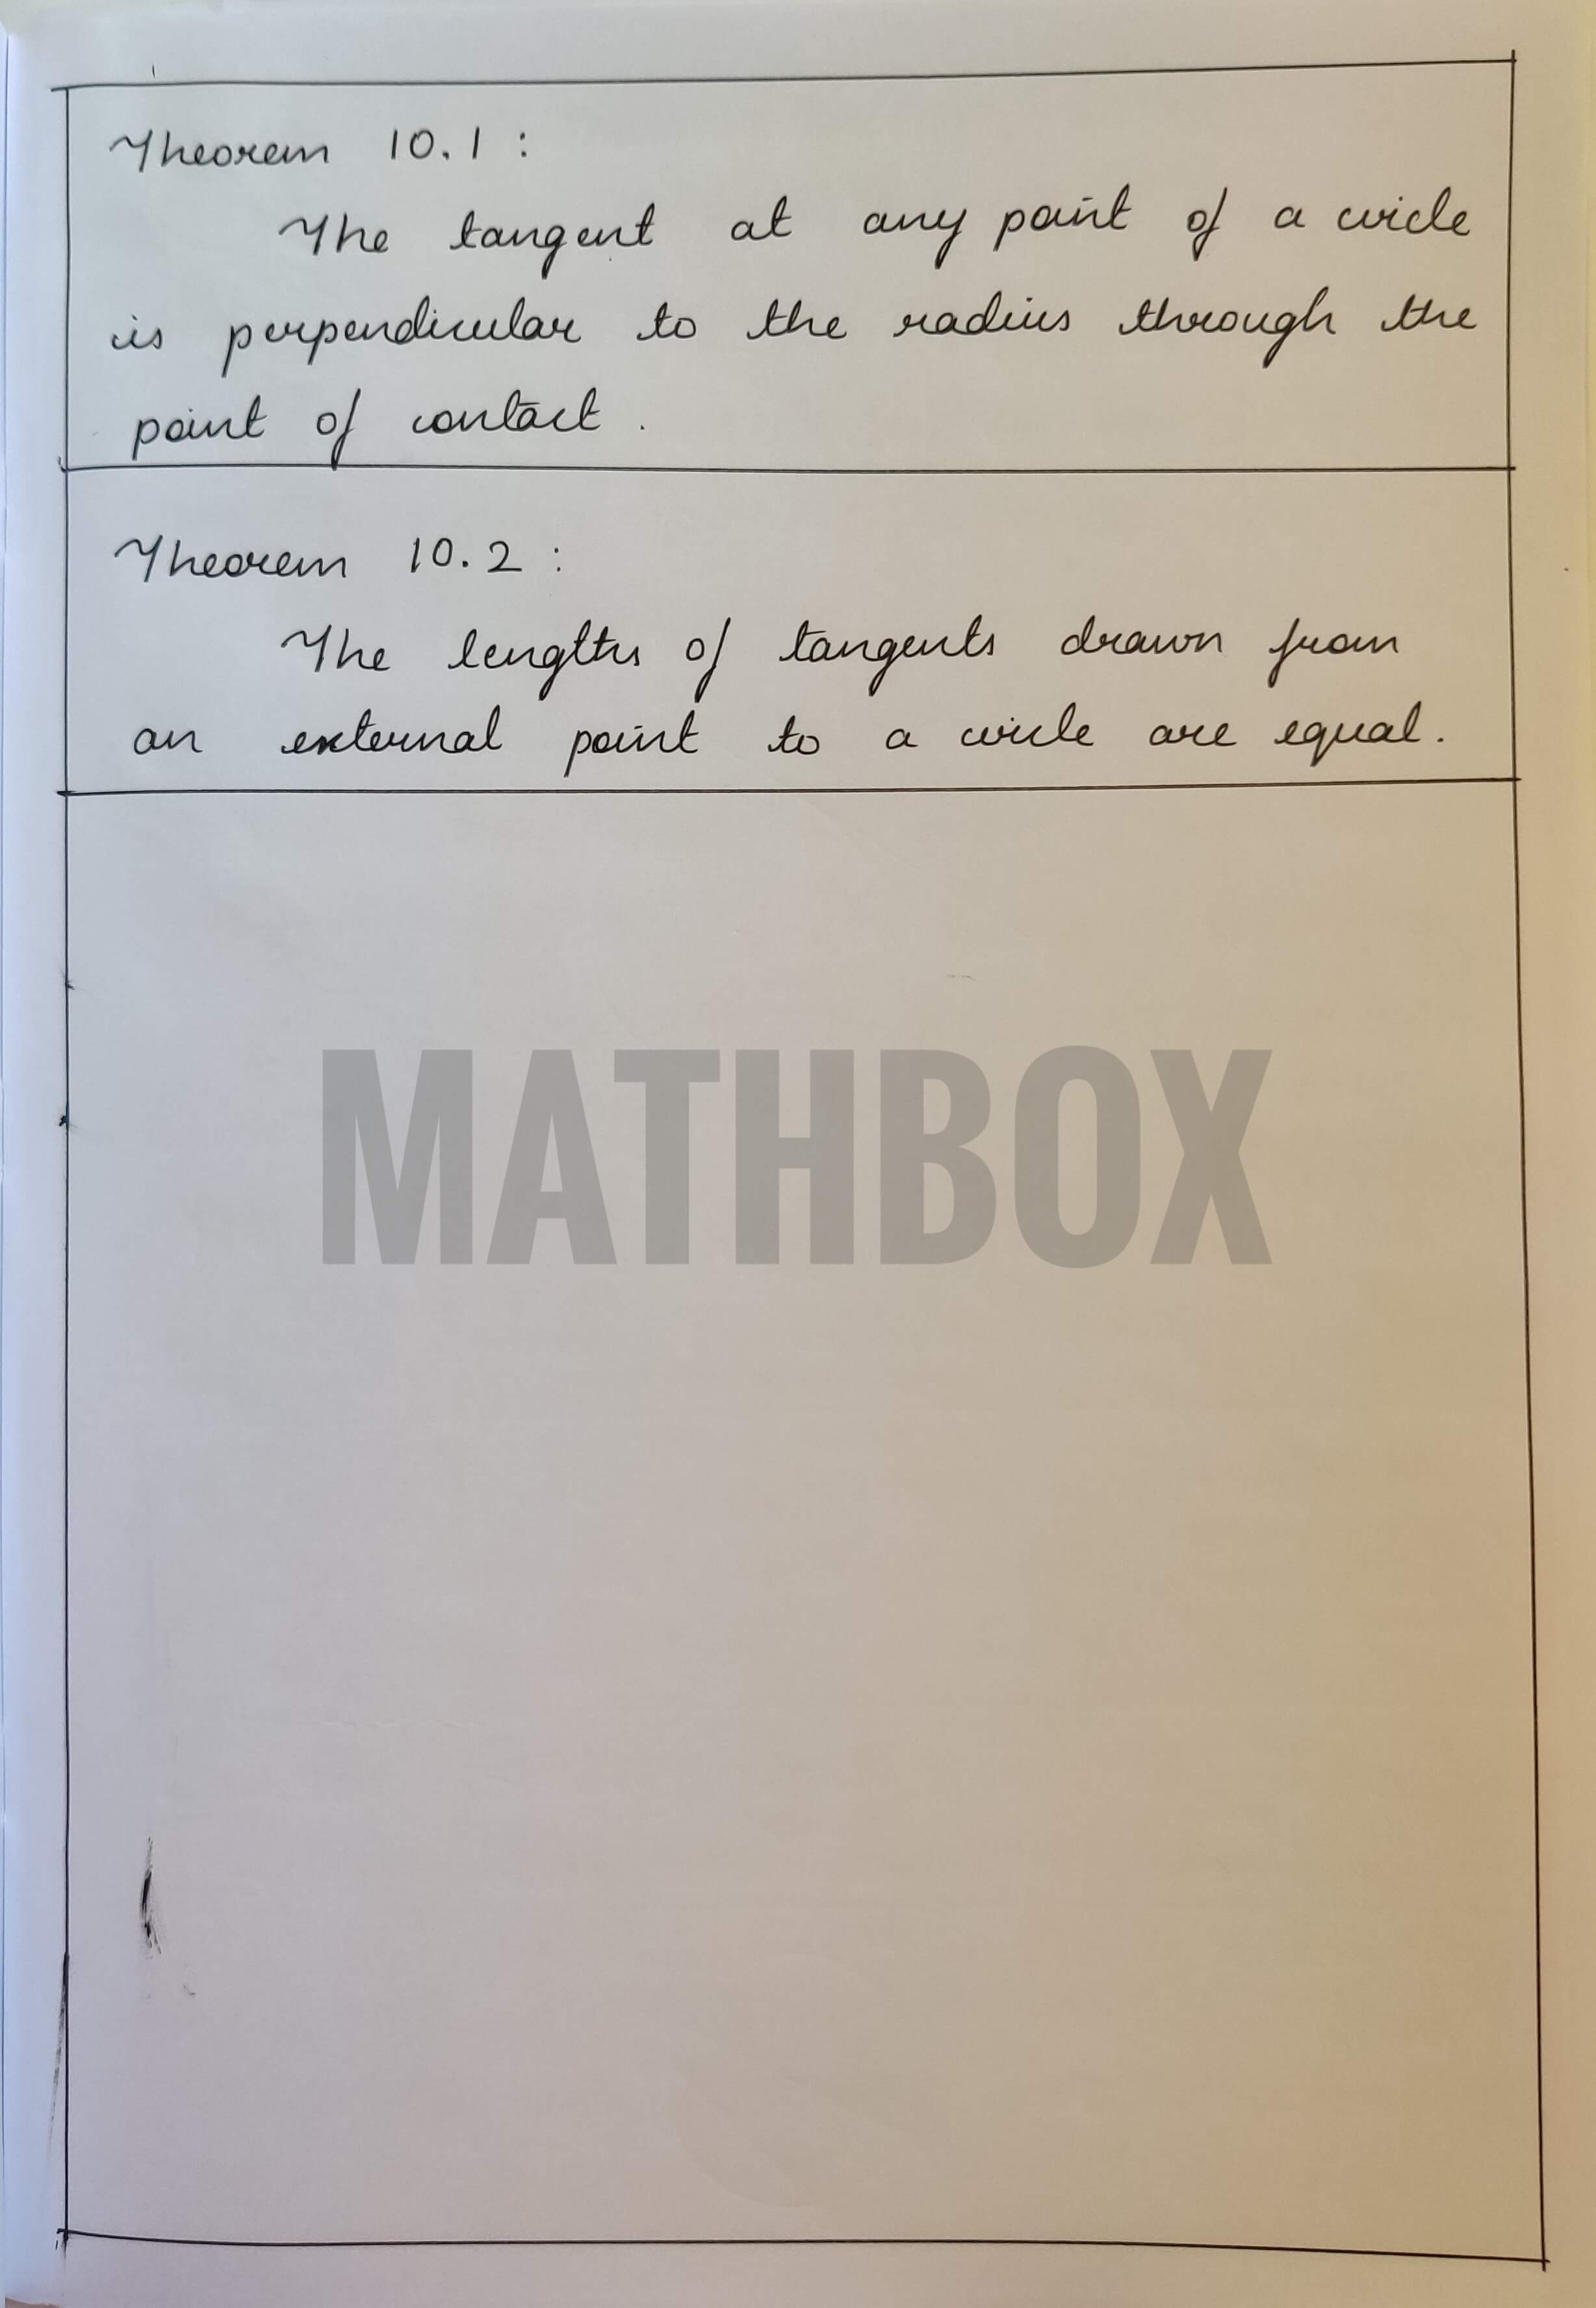 Theorem 10.1 :
The tangent at any point of a circle
is perpendicular to the radius through the
point of contact .
Theorem 10.2 :
The lengths of tangents drawn from
an external point to a circle are equal.
MATHBOX